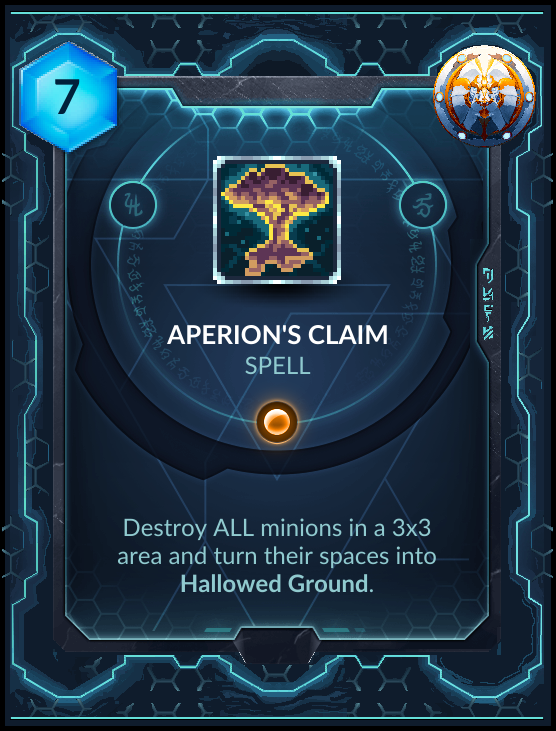 7
APERION'S CLAIM
SPELL
Destroy ALL minions in a 3x3
area and turn their spaces into
Hallowed Ground.